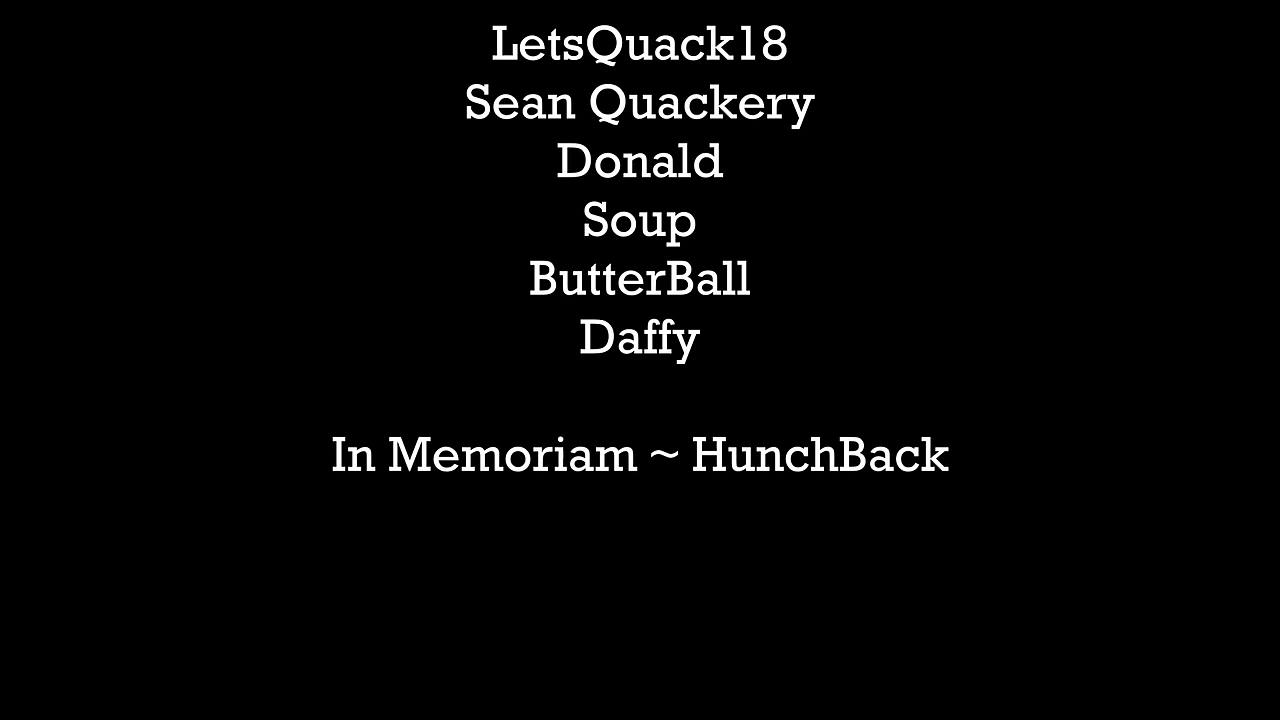 LetsQuack18
Sean Quackery
Donald
Soup
ButterBall
Daffy
In Memoriam ~ HunchBack